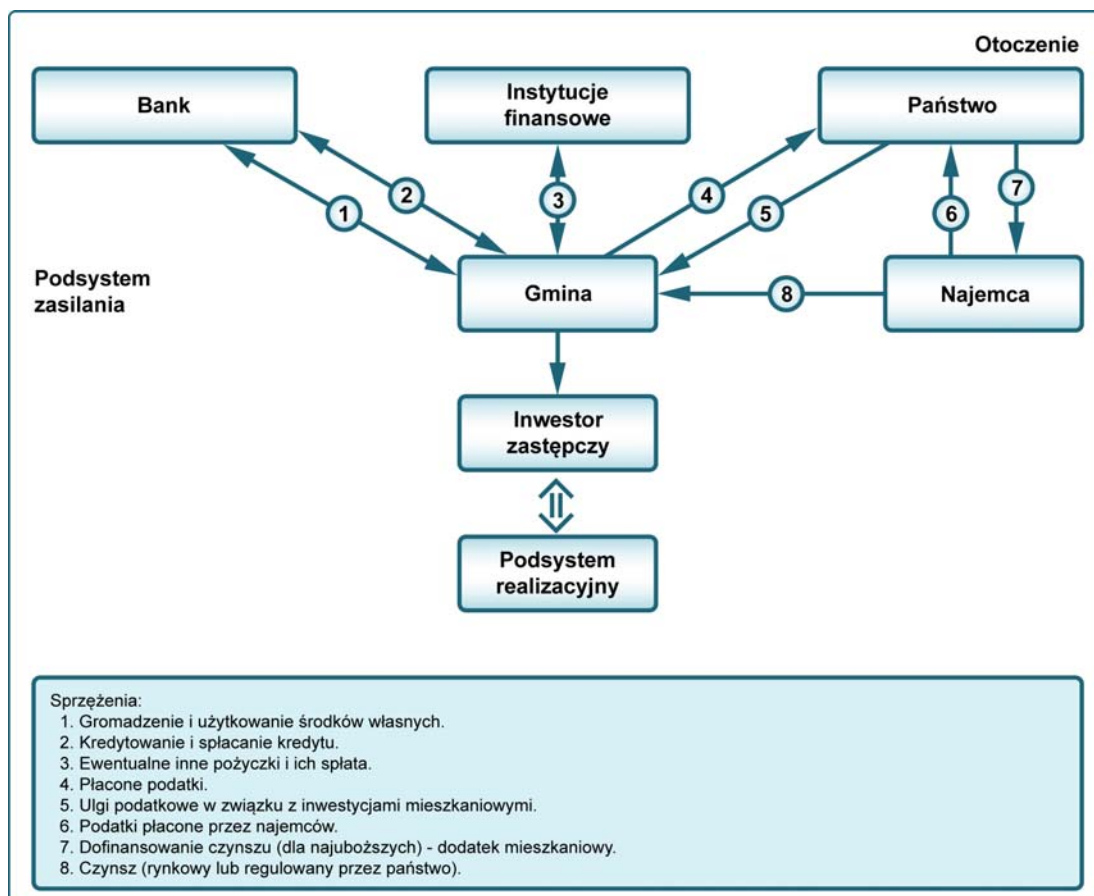 Otoczenie
Bank
Instytucje
finansowe
Państwo
1
2
3
4
5
6
7
Podsystem
zasilania
Gmina
8
Najemca
Inwestor
zastępczy
Podsystem
realizacyjny
Sprzężenia:
1. Gromadzenie i użytkowanie środków własnych.
2. Kredytowanie i spłacanie kredytu.
3. Ewentualne inne pożyczki i ich spłata.
4. Płacone podatki.
5. Ulgi podatkowe w związku z inwestycjami mieszkaniowymi.
6. Podatki płacone przez najemców.
7. Dofinansowanie czynszu (dla najuboższych) - dodatek mieszkaniowy.
8. Czynsz (rynkowy lub regulowany przez państwo).